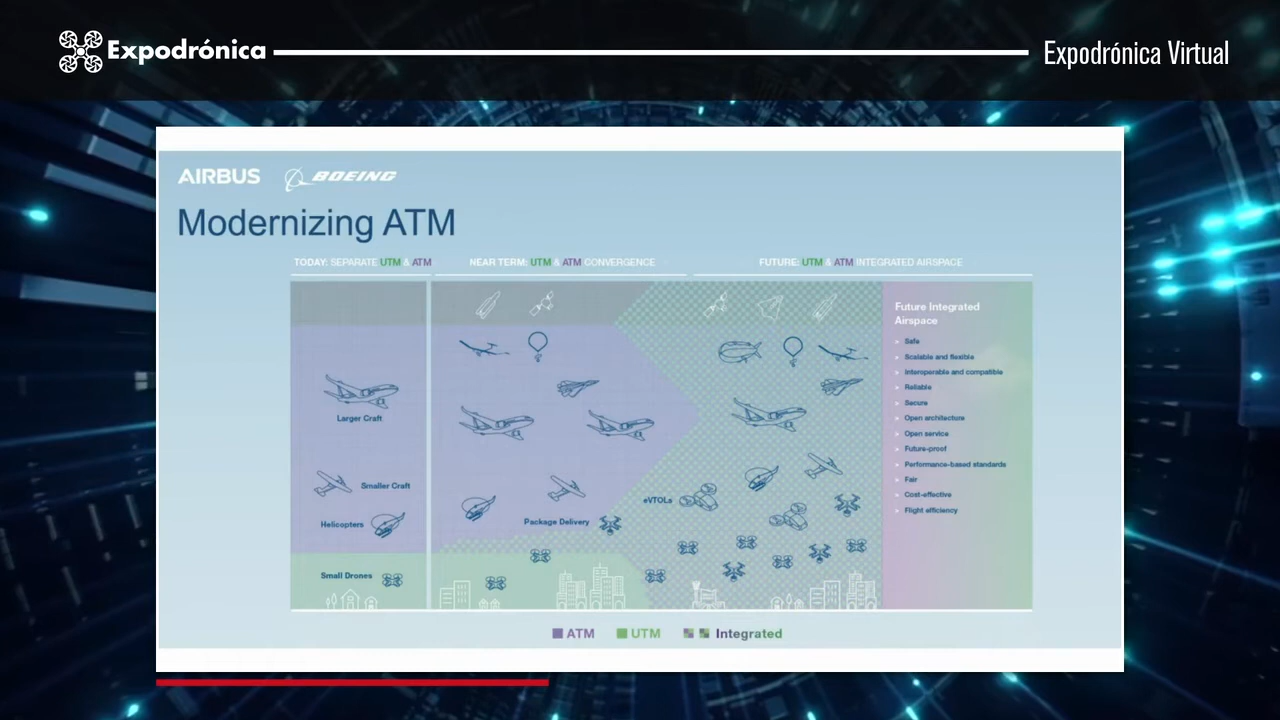 Expodrónica
Expodrónica Virtual
AIRBUS
BOEING
Modernizing ATM
TODAY: SEPARATE UTM & ATM
NEAR TERM: UTM & ATM CONVERGENCE
FUTURE: UTM & ATM INTEGRATED AIRSPACE
Larger Craft
Smaller Craft
Helicopters
Small Drones
Package Delivery
eVTOLs
Future Integrated
Airspace
» Safe
» Scalable and flexible
» Interoperable and compatible
» Reliable
» Secure
» Open architecture
» Open service
» Future-proof
» Performance-based standards
» Fair
» Cost-effective
» Flight efficiency
ATM
UTM
Integrated